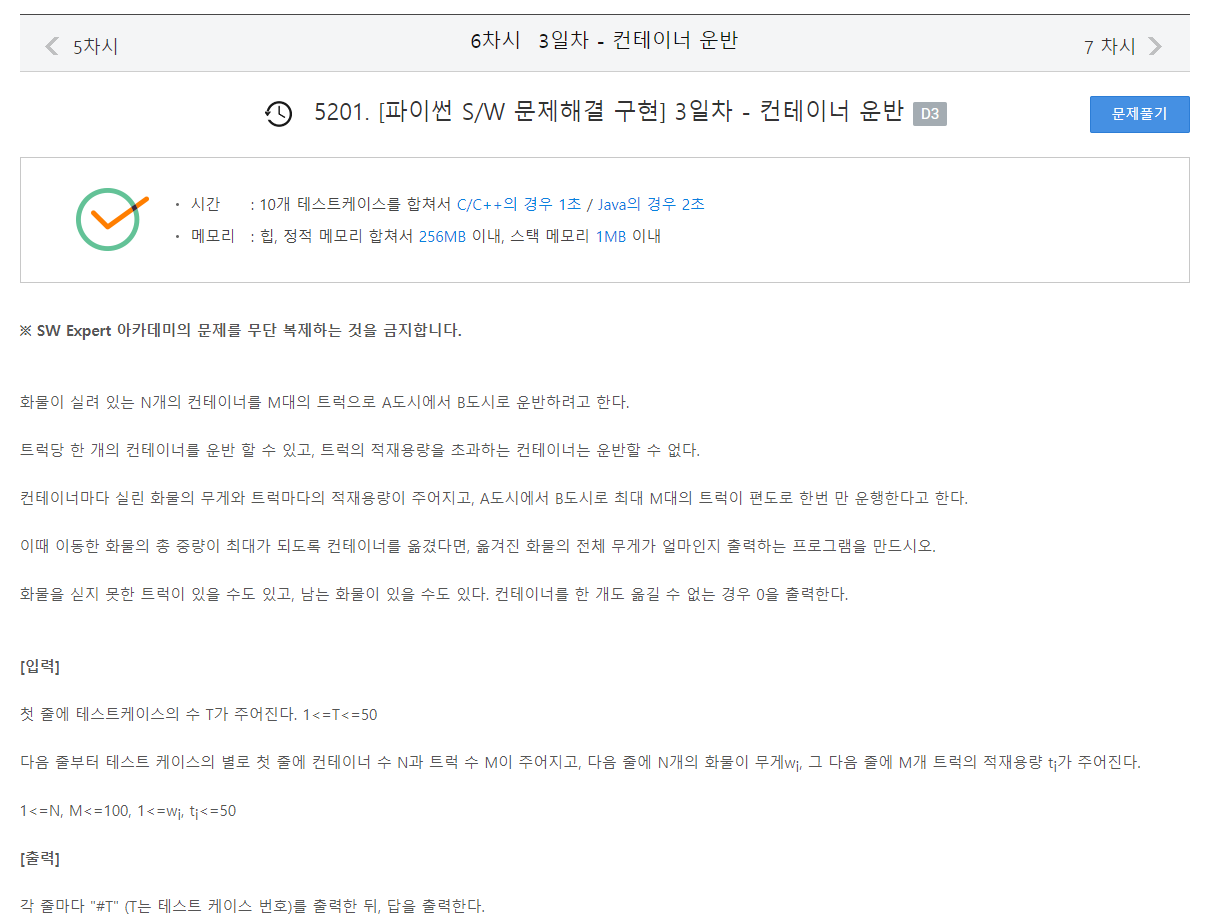 5차시
6차시 3일차 - 컨테이너 운반
7 차시
5201. [파이썬 S/W 문제해결 구현] 3일차 - 컨테이너 운반 D3
문제풀기
· 시간 : 10개 테스트케이스를 합쳐서 C/C++의 경우 1초 / Java의 경우 2초
· 메모리 : 힙, 정적 메모리 합쳐서 256MB 이내, 스택 메모리 1MB 이내
※ SW Expert 아카데미의 문제를 무단 복제하는 것을 금지합니다.
화물이 실려 있는 N개의 컨테이너를 M대의 트럭으로 A도시에서 B도시로 운반하려고 한다.
트럭당 한 개의 컨테이너를 운반 할 수 있고, 트럭의 적재용량을 초과하는 컨테이너는 운반할 수 없다.
컨테이너마다 실린 화물의 무게와 트럭마다의 적재용량이 주어지고, A도시에서 B도시로 최대 M대의 트럭이 편도로 한번 만 운행한다고 한다.
이때 이동한 화물의 총 중량이 최대가 되도록 컨테이너를 옮겼다면, 옮겨진 화물의 전체 무게가 얼마인지 출력하는 프로그램을 만드시오.
화물을 싣지 못한 트럭이 있을 수도 있고, 남는 화물이 있을 수도 있다. 컨테이너를 한 개도 옮길 수 없는 경우 0을 출력한다.
[입력]
첫 줄에 테스트케이스의 수 T가 주어진다. 1<=T<=50
다음 줄부터 테스트 케이스의 별로 첫 줄에 컨테이너 수 N과 트럭 수 M이 주어지고, 다음 줄에 N개의 화물이 무게wi, 그 다음 줄에 M개 트럭의 적재용량 ti가 주어진다.
1<=N, M<=100, 1<=wi, ti<=50
[출력]
각 줄마다 "#T" (T는 테스트 케이스 번호)를 출력한 뒤, 답을 출력한다.